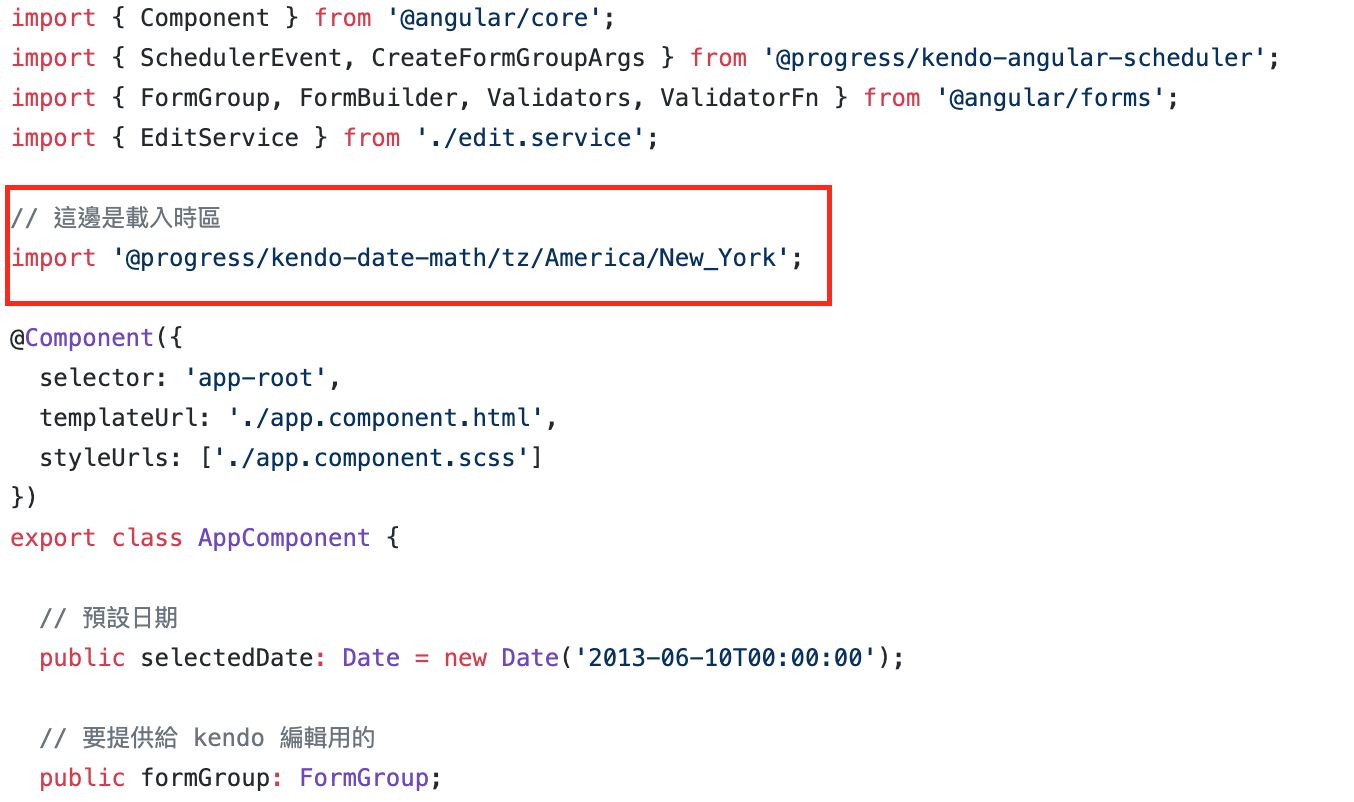 import { Component } from '@angular/core';
import { SchedulerEvent, CreateFormGroupArgs } from '@progress/kendo-angular-scheduler';
import { FormGroup, FormBuilder, Validators, ValidatorFn } from '@angular/forms';
import { EditService } from './edit.service';
// 這邊是載入時區
import '@progress/kendo-date-math/tz/America/New_York';
@Component({
  selector: 'app-root',
  templateUrl: './app.component.html',
  styleUrls: ['./app.component.scss']
})
export class AppComponent {
  // 預設日期
  public selectedDate: Date = new Date('2013-06-10T00:00:00');
  // 要提供給 kendo 編輯用的
  public formGroup: FormGroup;